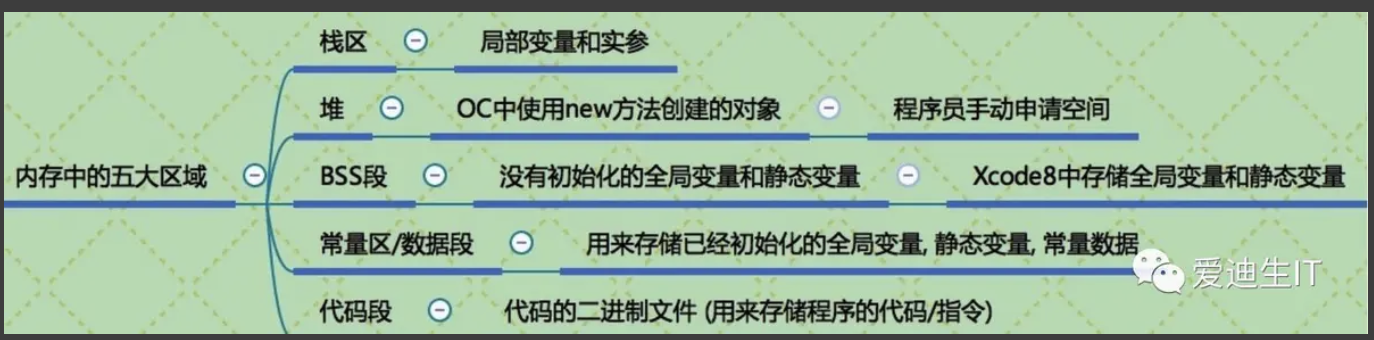 栈区 局部变量和实参
堆 OC中使用new方法创建的对象 程序员手动申请空间
内存中的五大区域 BSS段 没有初始化的全局变量和静态变量 Xcode8中存储全局变量和静态变量
常量区/数据段 用来存储已经初始化的全局变量, 静态变量, 常量数据
爱迪生IT
代码段 代码的二进制文件 (用来存储程序的代码/指令)